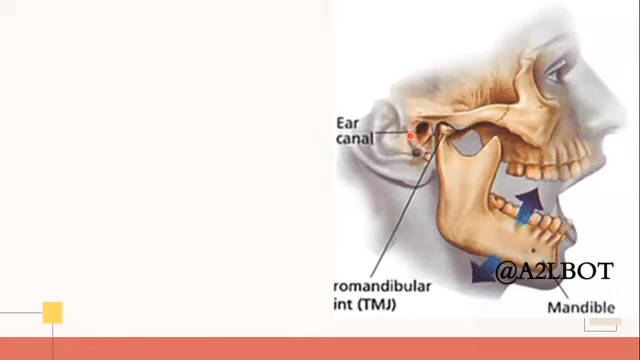 Ear
canal
@A2LBOT
romandibular
int (TMJ)
Mandible